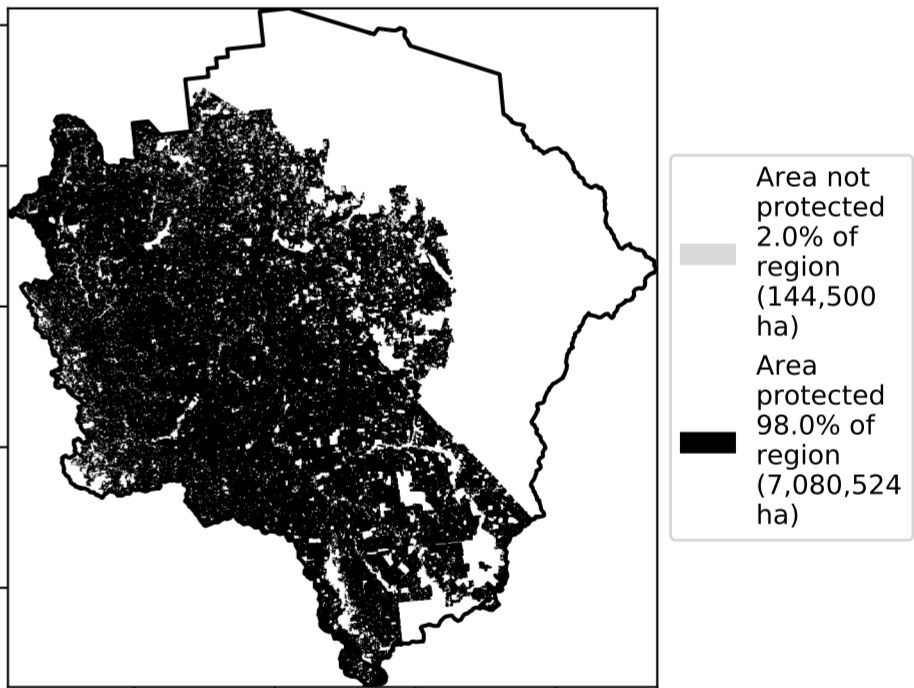 Area not
protected
2.0% of
region
(144,500
ha)
Area
protected
98.0% of
region
(7,080,524
ha)